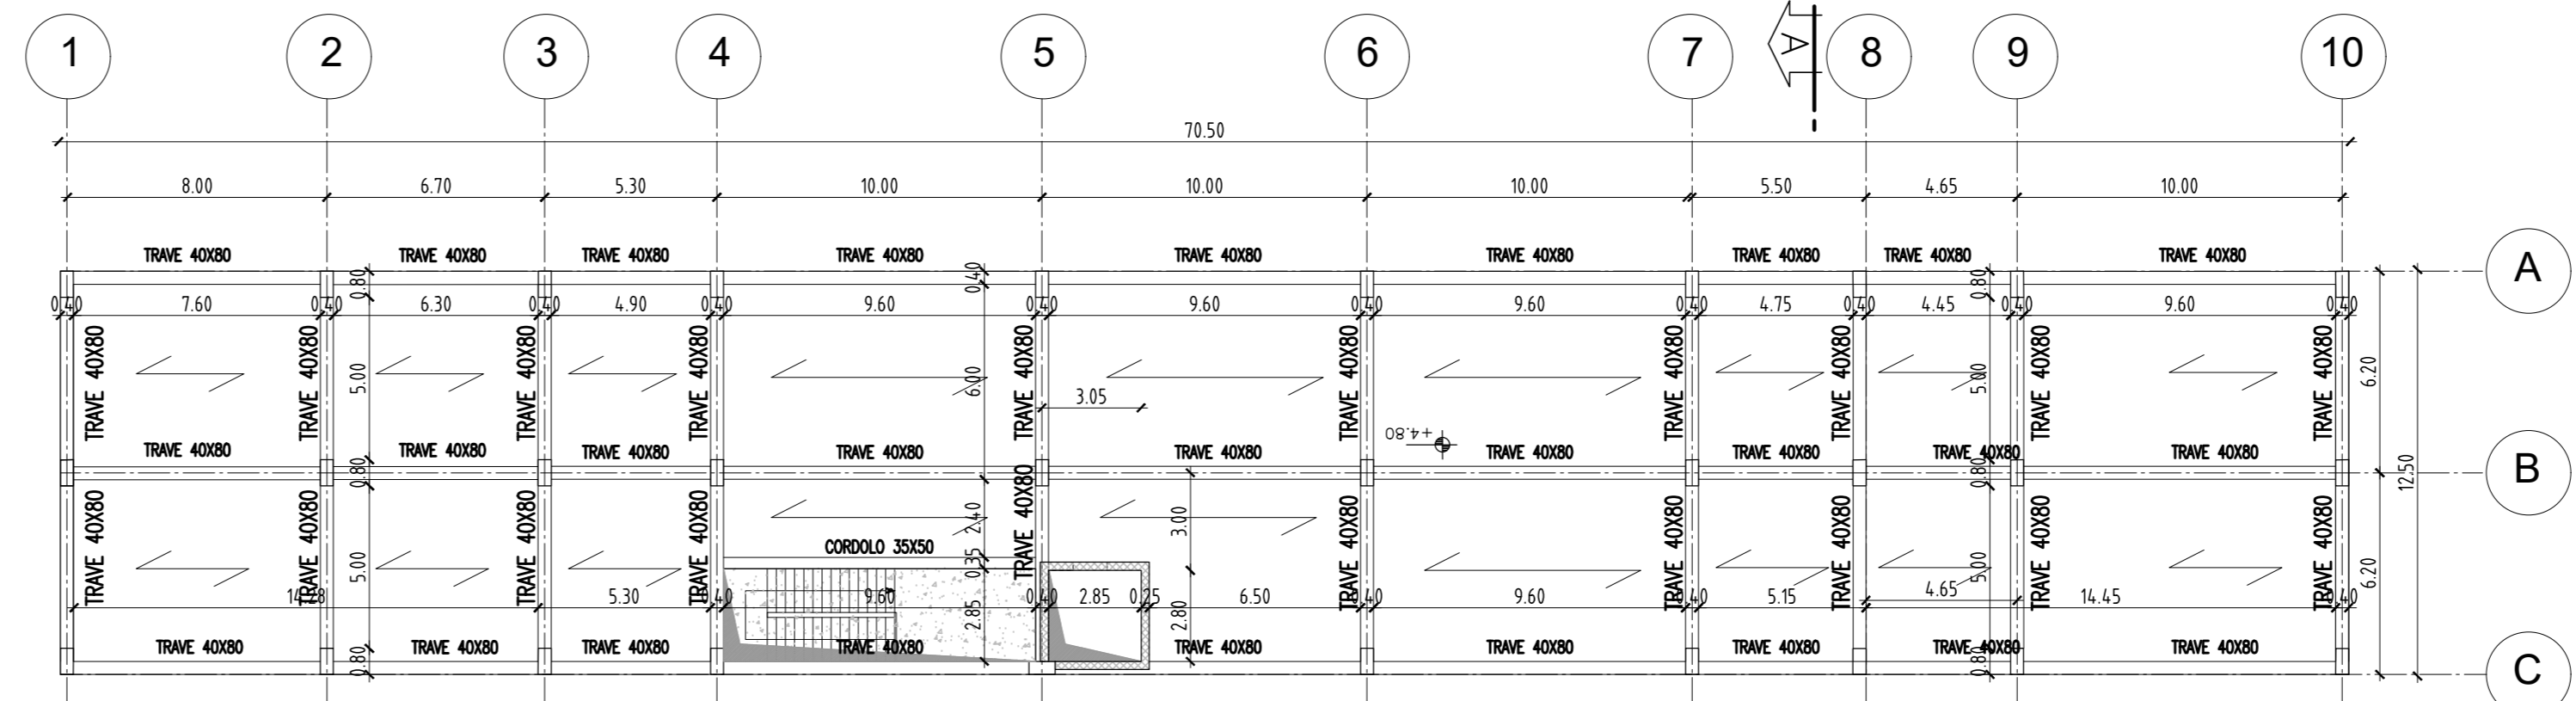 1 2 3 4 5 6 7 A 8 9 10
70.50
8.00 6.70 5.30 10.00 10.00 10.00 5.50 4.65 10.00
TRAVE 40X80 TRAVE 40X80 TRAVE 40X80 TRAVE 40X80 TRAVE 40X80 TRAVE 40X80 TRAVE 40X80 TRAVE 40X80 TRAVE 40X80
A
0.80 0.40 0.80
0.40 7.60 0.40 6.30 0.40 4.90 0.40 9.60 0.40 9.60 0.40 9.60 0.40 4.75 0.40 4.45 0.40 9.60 0.40
TRAVE 40X80 TRAVE 40X80 TRAVE 40X80 TRAVE 40X80 TRAVE 40X80 TRAVE 40X80 TRAVE 40X80 TRAVE 40X80 TRAVE 40X80 TRAVE 40X80
5.00 6.00 5.00 6.20
3.05
+4.80
TRAVE 40X80 TRAVE 40X80 TRAVE 40X80 TRAVE 40X80 TRAVE 40X80 TRAVE 40X80 TRAVE 40X80 TRAVE 40X80 TRAVE 40X80
0.80 0.80 12.50
B
TRAVE 40X80 TRAVE 40X80 TRAVE 40X80 TRAVE 40X80 TRAVE 40X80 TRAVE 40X80 TRAVE 40X80 TRAVE 40X80 TRAVE 40X80 TRAVE 40X80
2.40 3.00
CORDOLO 35X50
5.00 0.35 5.00 6.20
14.28 5.30 0.40 9.60 0.40 2.85 0.25 6.50 0.40 9.60 0.40 5.15 4.65 14.45 0.40
2.85 2.80
TRAVE 40X80 TRAVE 40X80 TRAVE 40X80 TRAVE 40X80 TRAVE 40X80 TRAVE 40X80 TRAVE 40X80 TRAVE 40X80 TRAVE 40X80
0.80 0.80
C